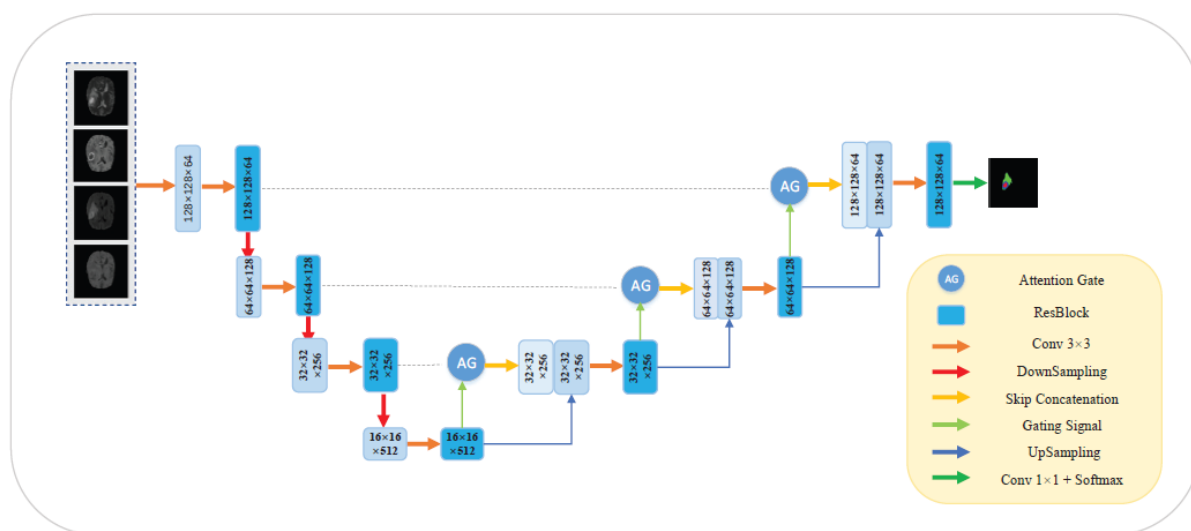 128×128×64
128×128×64
64×64×128
64×64×128
32×32
×256
32×32
×256
16×16
×512
16×16
×512
AG
32×32
×256
32×32
×256
32×32
×256
AG
64×64×128
64×64×128
64×64×128
AG
128×128×64
128×128×64
128×128×64
AG Attention Gate
ResBlock
Conv 3×3
DownSampling
Skip Concatenation
Gating Signal
UpSampling
Conv 1×1 + Softmax